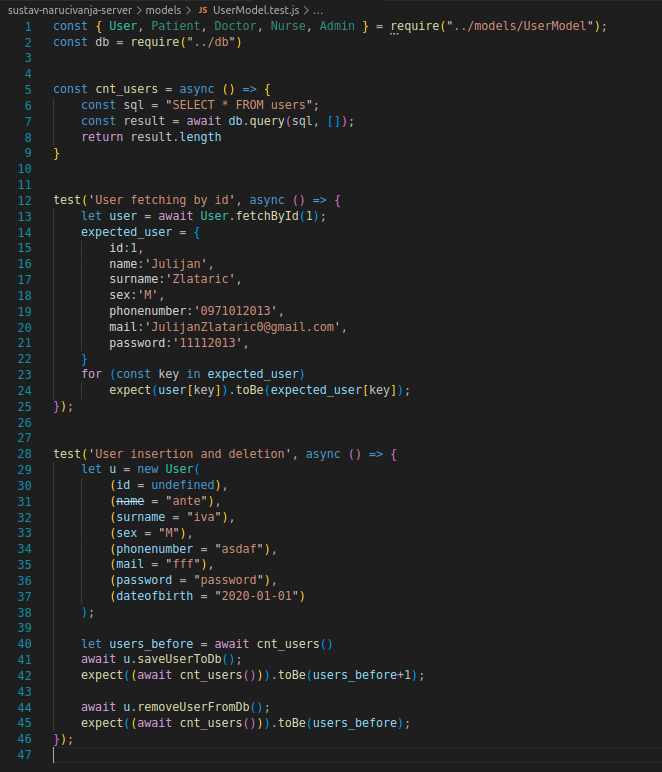 sustav-narucivanja-server > models > JS UserModel.test.js > ...
1 const { User, Patient, Doctor, Nurse, Admin } = require("../models/UserModel");
2 const db = require("../db")
3
4
5 const cnt_users = async () => {
6     const sql = "SELECT * FROM users";
7     const result = await db.query(sql, []);
8     return result.length
9 }
10
11
12 test('User fetching by id', async () => {
13     let user = await User.fetchById(1);
14     expected_user = {
15         id:1,
16         name:'Julijan',
17         surname:'Zlataric',
18         sex:'M',
19         phonenumber:'0971012013',
20         mail:'JulijanZlataric0@gmail.com',
21         password:'11112013',
22     }
23     for (const key in expected_user)
24         expect(user[key]).toBe(expected_user[key]);
25 });
26
27
28 test('User insertion and deletion', async () => {
29     let u = new User(
30         (id = undefined),
31         (name = "ante"),
32         (surname = "iva"),
33         (sex = "M"),
34         (phonenumber = "asdaf"),
35         (mail = "fff"),
36         (password = "password"),
37         (dateofbirth = "2020-01-01")
38     );
39
40     let users_before = await cnt_users()
41     await u.saveUserToDb();
42     expect((await cnt_users())).toBe(users_before+1);
43
44     await u.removeUserFromDb();
45     expect((await cnt_users())).toBe(users_before);
46 });
47